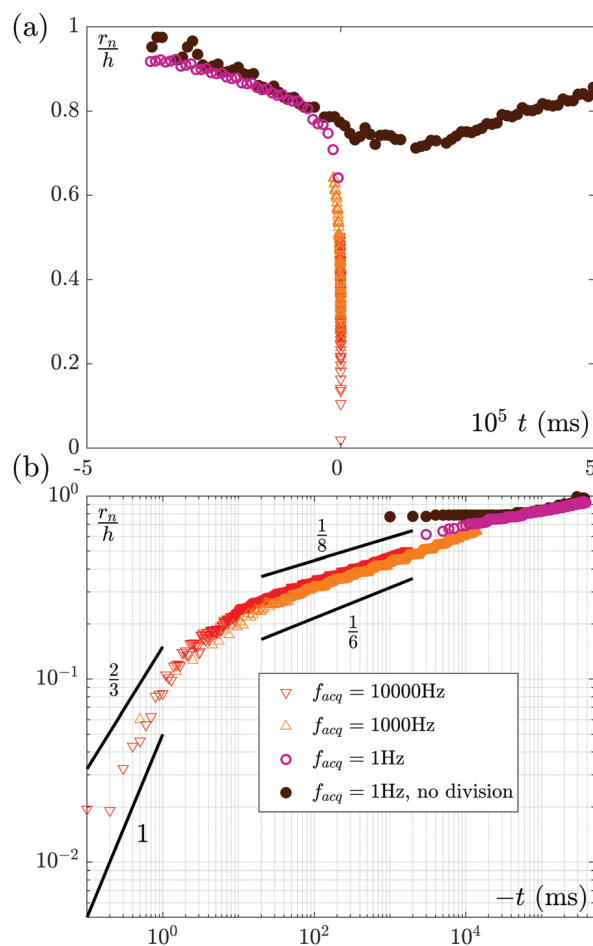 (a)
r_n/h
1
0.8
0.6
0.4
0.2
0
-5
0
5
10^5 t (ms)
(b)
r_n/h
10^0
10^-1
10^-2
1/8
1/6
2/3
1
f_acq = 10000Hz
f_acq = 1000Hz
f_acq = 1Hz
f_acq = 1Hz, no division
−t (ms)
10^0
10^2
10^4